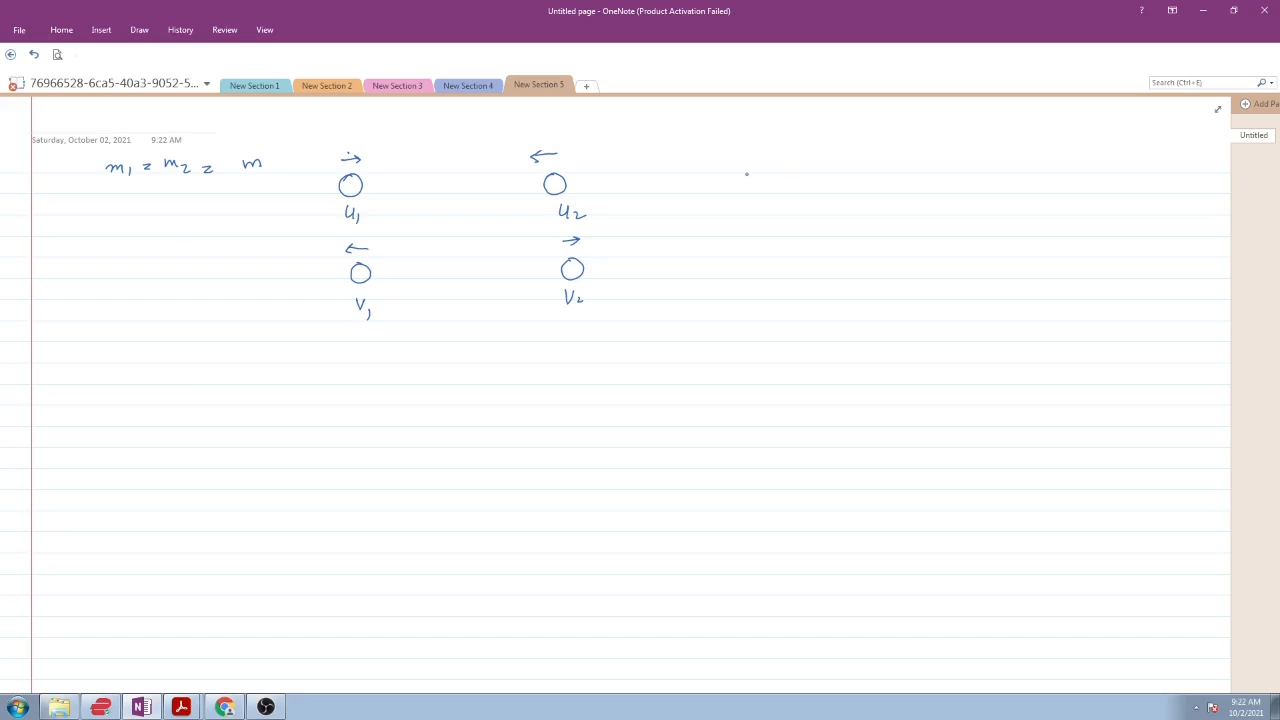 Untitled page - OneNote (Product Activation Failed)
File Home Insert Draw History Review View
76966528-6ca5-40a3-9052-5... New Section 1 New Section 2 New Section 3 New Section 4 New Section 5 Search (Ctrl+E)
Add Pa
Untitled
Saturday, October 02, 2021 9:22 AM
m₁ = m₂ = m
u₁ u₂
v₁ v₂
9:22 AM
10/2/2021